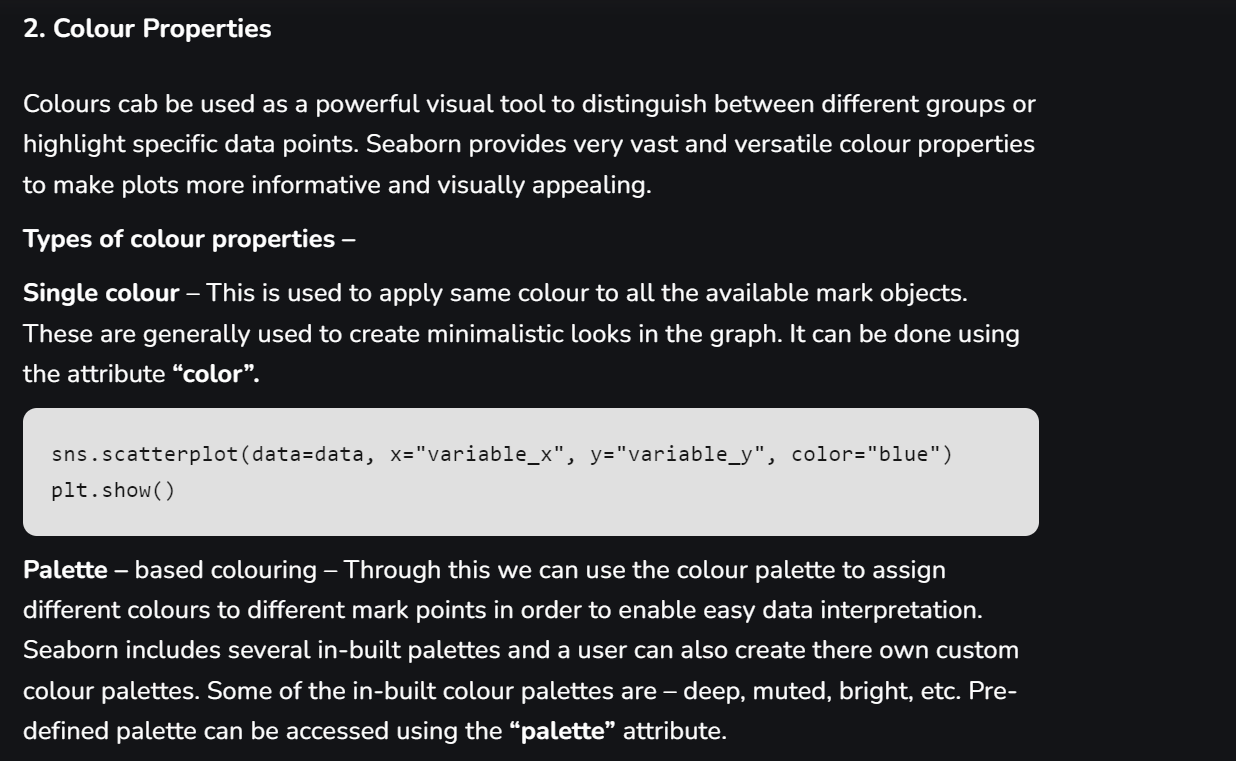 2. Colour Properties
Colours cab be used as a powerful visual tool to distinguish between different groups or
highlight specific data points. Seaborn provides very vast and versatile colour properties
to make plots more informative and visually appealing.
Types of colour properties –
Single colour – This is used to apply same colour to all the available mark objects.
These are generally used to create minimalistic looks in the graph. It can be done using
the attribute “color”.
sns.scatterplot(data=data, x="variable_x", y="variable_y", color="blue")
plt.show()
Palette – based colouring – Through this we can use the colour palette to assign
different colours to different mark points in order to enable easy data interpretation.
Seaborn includes several in-built palettes and a user can also create there own custom
colour palettes. Some of the in-built colour palettes are – deep, muted, bright, etc. Pre-
defined palette can be accessed using the “palette” attribute.